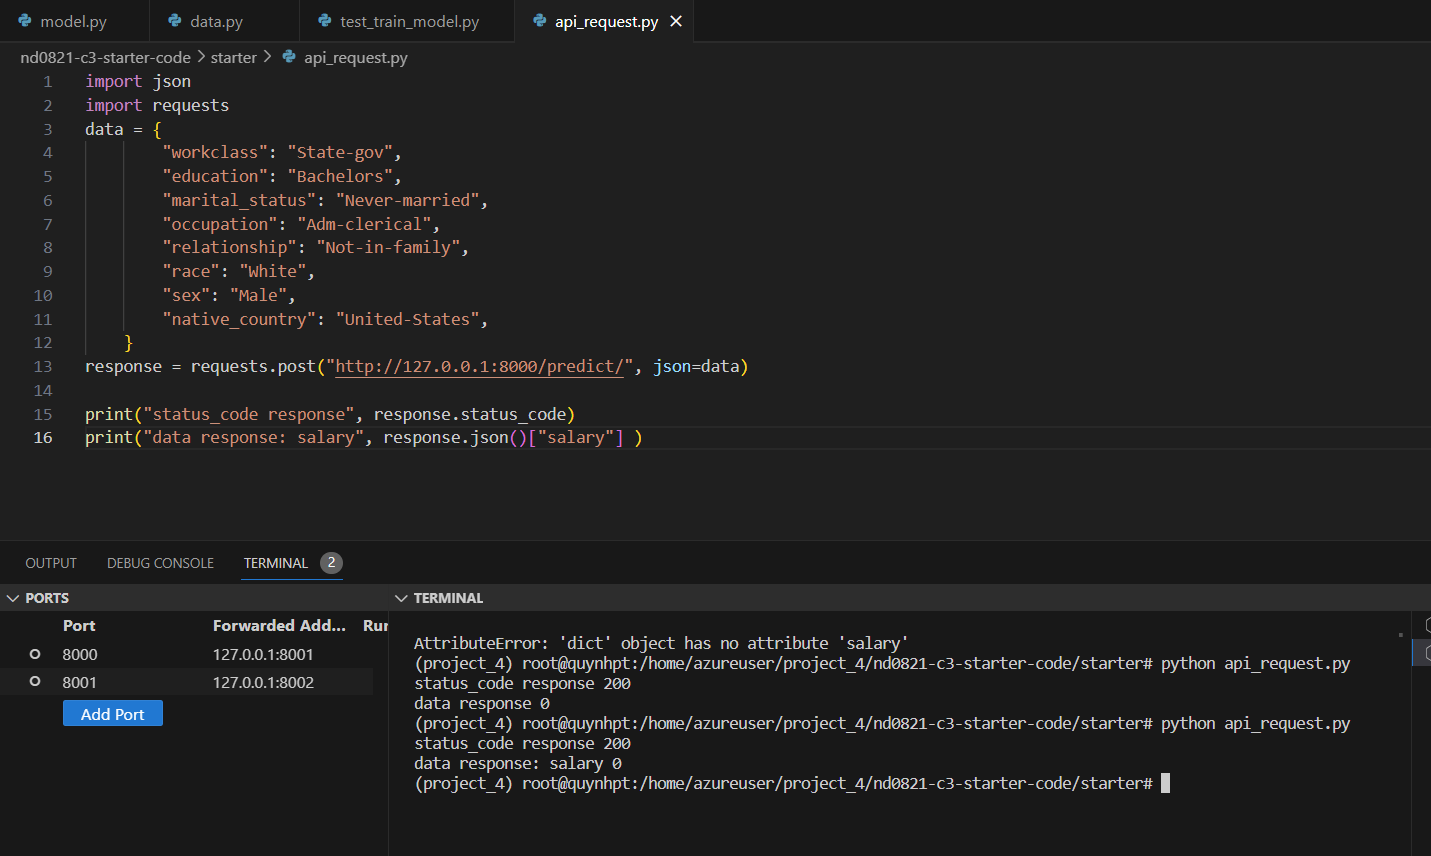 model.py data.py test_train_model.py api_request.py
nd0821-c3-starter-code > starter > api_request.py
1 import json
2 import requests
3 data = {
4 "workclass": "State-gov",
5 "education": "Bachelors",
6 "marital_status": "Never-married",
7 "occupation": "Adm-clerical",
8 "relationship": "Not-in-family",
9 "race": "White",
10 "sex": "Male",
11 "native_country": "United-States",
12 }
13 response = requests.post("http://127.0.0.1:8000/predict/", json=data)
14
15 print("status_code response", response.status_code)
16 print("data response: salary", response.json()["salary"] )
OUTPUT DEBUG CONSOLE TERMINAL 2
PORTS
Port Forwarded Add... Rur
8000 127.0.0.1:8001
8001 127.0.0.1:8002
Add Port
TERMINAL
AttributeError: 'dict' object has no attribute 'salary'
(project_4) root@quynhpt:/home/azureuser/project_4/nd0821-c3-starter-code/starter# python api_request.py
status_code response 200
data response 0
(project_4) root@quynhpt:/home/azureuser/project_4/nd0821-c3-starter-code/starter# python api_request.py
status_code response 200
data response: salary 0
(project_4) root@quynhpt:/home/azureuser/project_4/nd0821-c3-starter-code/starter#